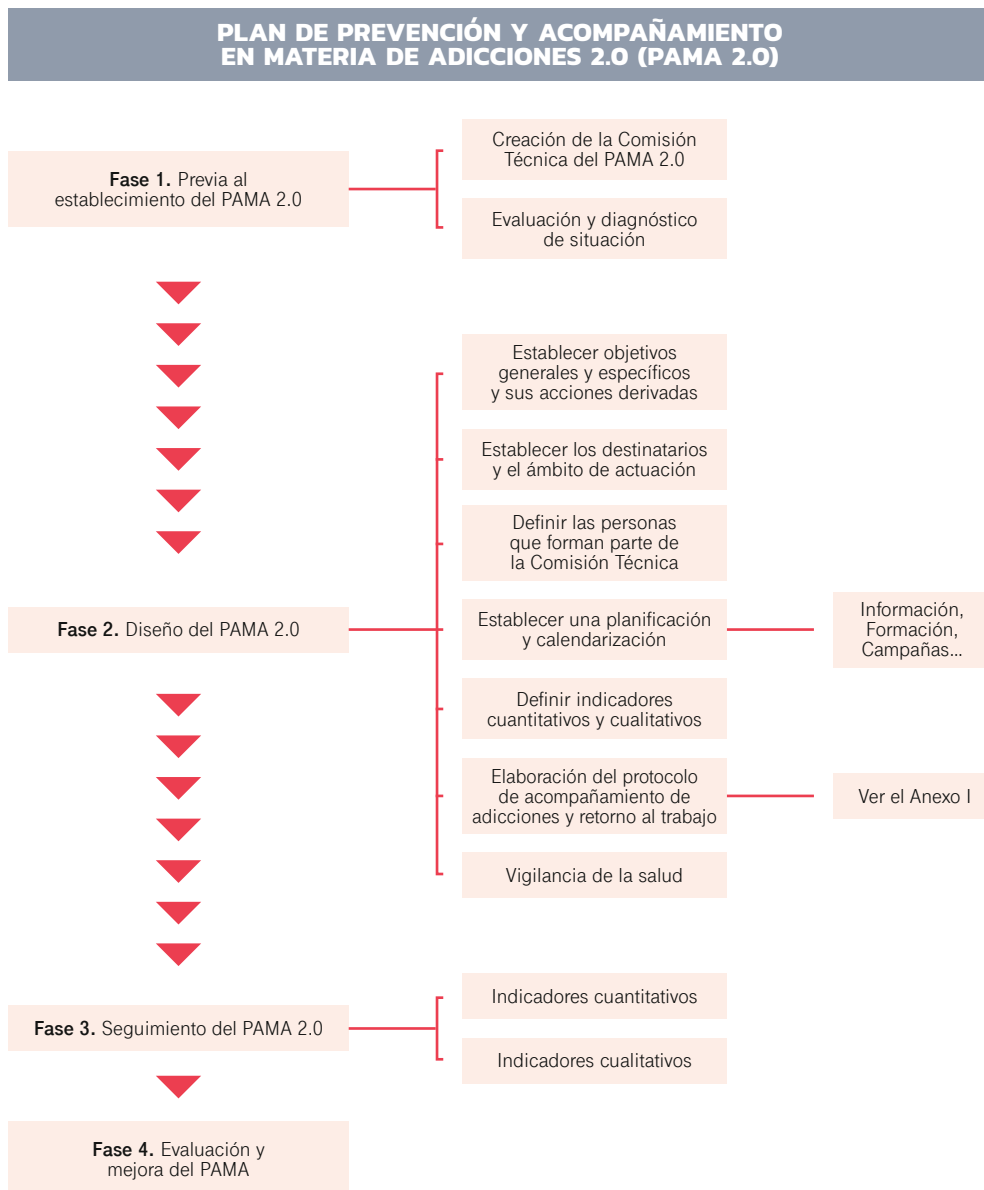 PLAN DE PREVENCIÓN Y ACOMPAÑAMIENTO
EN MATERIA DE ADICCIONES 2.0 (PAMA 2.0)
Fase 1. Previa al
establecimiento del PAMA 2.0
Creación de la Comisión
Técnica del PAMA 2.0
Evaluación y diagnóstico
de situación
Fase 2. Diseño del PAMA 2.0
Establecer objetivos
generales y específicos
y sus acciones derivadas
Establecer los destinatarios
y el ámbito de actuación
Definir las personas
que forman parte de
la Comisión Técnica
Establecer una planificación
y calendarización
Información,
Formación,
Campañas...
Definir indicadores
cuantitativos y cualitativos
Elaboración del protocolo
de acompañamiento de
adicciones y retorno al trabajo
Ver el Anexo I
Vigilancia de la salud
Fase 3. Seguimiento del PAMA 2.0
Indicadores cuantitativos
Indicadores cualitativos
Fase 4. Evaluación y
mejora del PAMA